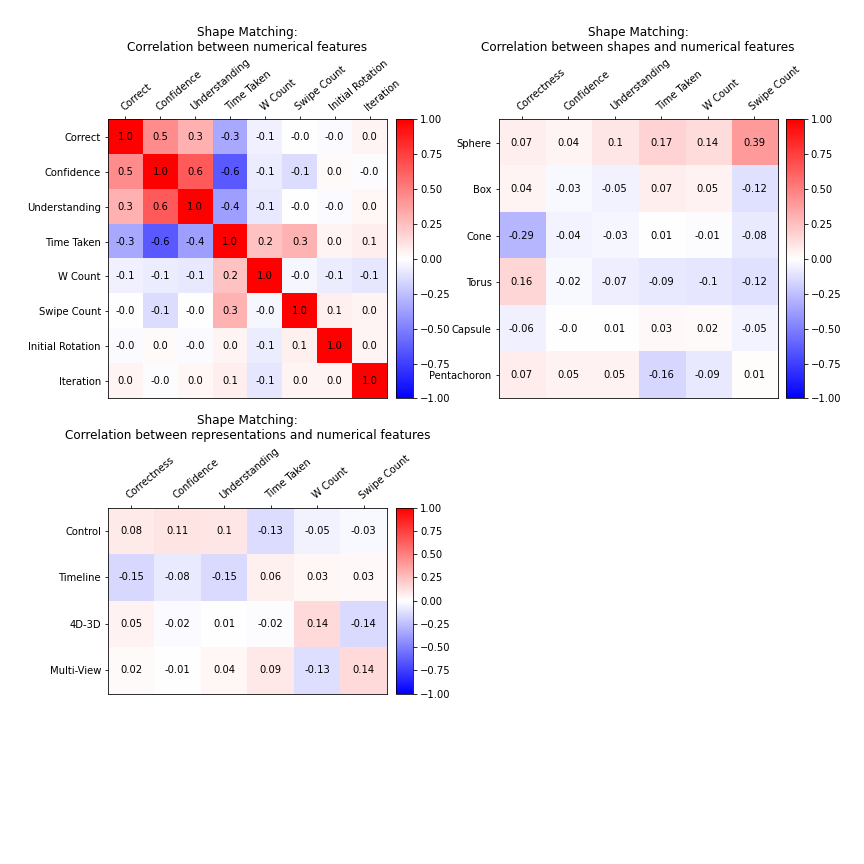 Shape Matching:
Correlation between numerical features
Correct Confidence Understanding Time Taken W Count Swipe Count Initial Rotation Iteration
Correct 1.0 0.5 0.3 -0.3 -0.1 -0.0 -0.0 0.0
Confidence 0.5 1.0 0.6 -0.6 -0.1 -0.1 0.0 -0.0
Understanding 0.3 0.6 1.0 -0.4 -0.1 -0.0 -0.0 0.0
Time Taken -0.3 -0.6 -0.4 1.0 0.2 0.3 0.0 0.1
W Count -0.1 -0.1 -0.1 0.2 1.0 -0.0 -0.1 -0.1
Swipe Count -0.0 -0.1 -0.0 0.3 -0.0 1.0 0.1 0.0
Initial Rotation -0.0 0.0 -0.0 0.0 -0.1 0.1 1.0 0.0
Iteration 0.0 -0.0 0.0 0.1 -0.1 0.0 0.0 1.0
1.00
0.75
0.50
0.25
0.00
−0.25
−0.50
−0.75
−1.00
Shape Matching:
Correlation between shapes and numerical features
Correctness Confidence Understanding Time Taken W Count Swipe Count
Sphere 0.07 0.04 0.1 0.17 0.14 0.39
Box 0.04 -0.03 -0.05 0.07 0.05 -0.12
Cone -0.29 -0.04 -0.03 0.01 -0.01 -0.08
Torus 0.16 -0.02 -0.07 -0.09 -0.1 -0.12
Capsule -0.06 -0.0 0.01 0.03 0.02 -0.05
Pentachoron 0.07 0.05 0.05 -0.16 -0.09 0.01
1.00
0.75
0.50
0.25
0.00
−0.25
−0.50
−0.75
−1.00
Shape Matching:
Correlation between representations and numerical features
Correctness Confidence Understanding Time Taken W Count Swipe Count
Control 0.08 0.11 0.1 -0.13 -0.05 -0.03
Timeline -0.15 -0.08 -0.15 0.06 0.03 0.03
4D-3D 0.05 -0.02 0.01 -0.02 0.14 -0.14
Multi-View 0.02 -0.01 0.04 0.09 -0.13 0.14
1.00
0.75
0.50
0.25
0.00
−0.25
−0.50
−0.75
−1.00